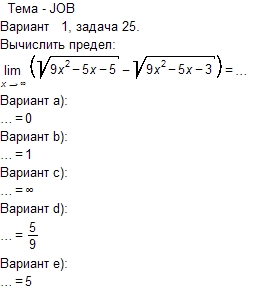 Тема - JOB
Вариант 1, задача 25.
Вычислить предел:
lim x→∞ (√(9x² − 5x − 5) − √(9x² − 5x − 3)) = ...
Вариант a):
... = 0
Вариант b):
... = 1
Вариант c):
... = ∞
Вариант d):
... = 5/9
Вариант e):
... = 5